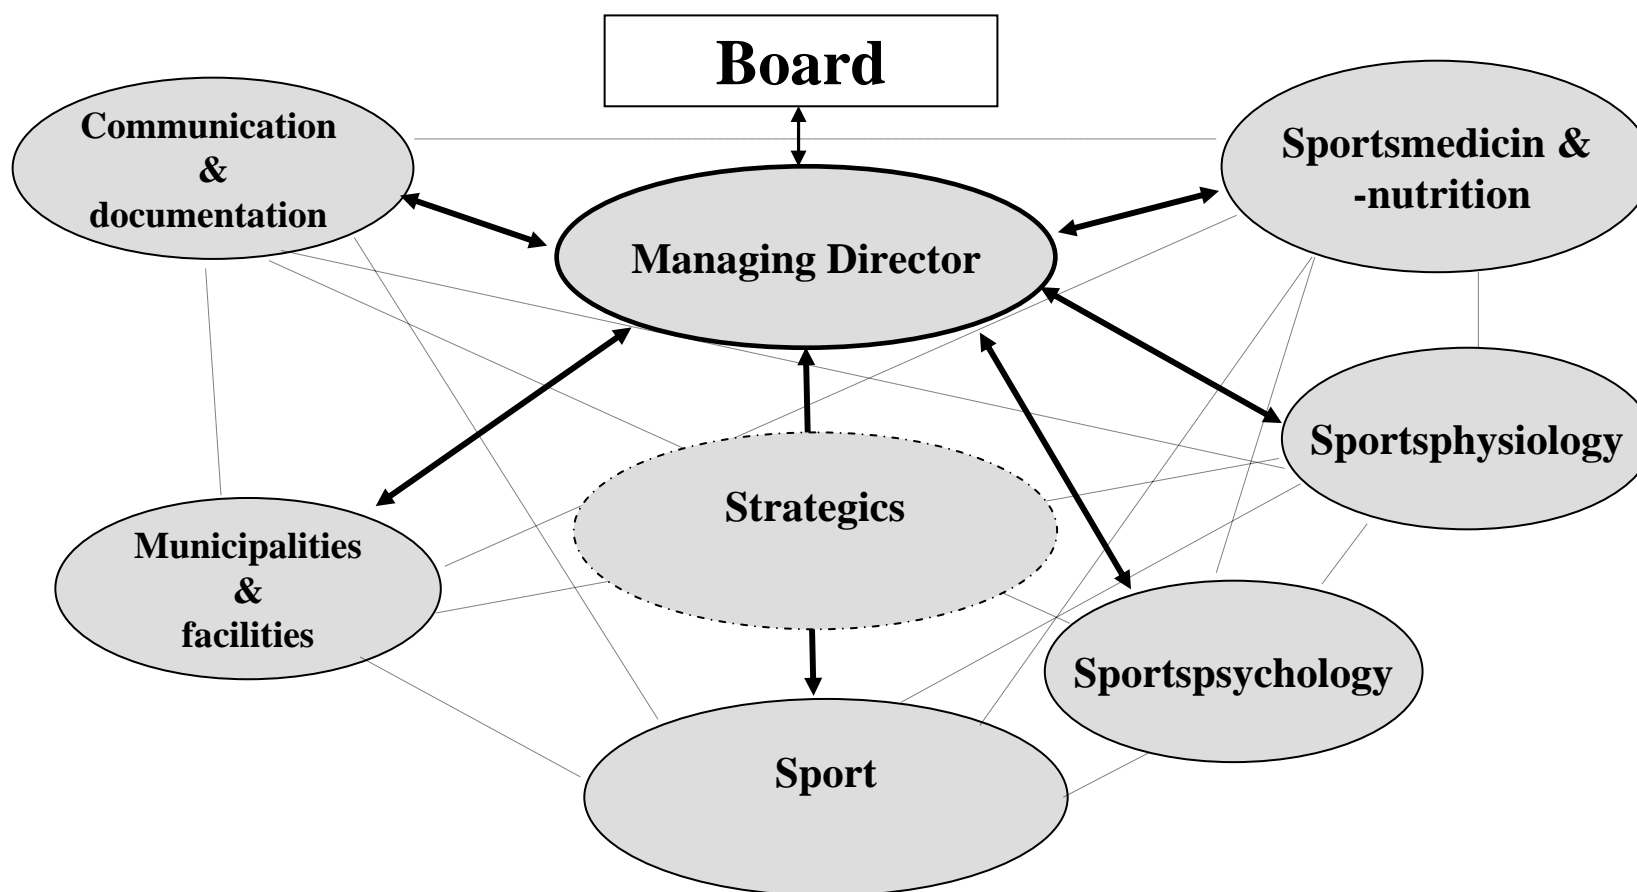 Board
Communication
&
documentation
Sportsmedicin &
-nutrition
Managing Director
Sportsphysiology
Strategics
Municipalities
&
facilities
Sportspsychology
Sport